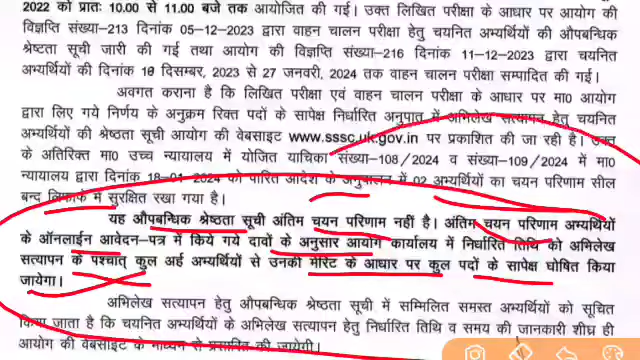 2022 को प्रातः 10.00 से 11.00 बजे तक आयोजित की गई। उक्त लिखित परीक्षा के आधार पर आयोग की
विज्ञप्ति संख्या-213 दिनांक 05-12-2023 द्वारा वाहन चालन परीक्षा हेतु चयनित अभ्यर्थियों की औपबन्धिक
श्रेष्ठता सूची जारी की गई तथा आयोग की विज्ञप्ति संख्या-216 दिनांक 11-12-2023 द्वारा चयनित
अभ्यर्थियों की दिनांक 18 दिसम्बर, 2023 से 27 जनवरी, 2024 तक वाहन चालन परीक्षा सम्पादित की गई।
अवगत कराना है कि लिखित परीक्षा एवं वाहन चालन परीक्षा के आधार पर मा0 आयोग
द्वारा लिए गये निर्णय के अनुक्रम रिक्त पदों के सापेक्ष निर्धारित अनुपात में अभिलेख सत्यापन हेतु चयनित
अभ्यर्थियों की श्रेष्ठता सूची आयोग की वेबसाइट www.sssc.uk.gov.in पर प्रकाशित की जा रही है। उक्त
के अतिरिक्त मा0 उच्च न्यायालय में योजित याचिका संख्या-108/2024 व संख्या-109/2024 में मा0
न्यायालय द्वारा दिनांक 18-01-2024 को पारित आदेश के अनुपालन में 02 अभ्यर्थियों का चयन परिणाम सील
बन्द लिफाफे में सुरक्षित रखा गया है।
यह औपबन्धिक श्रेष्ठता सूची अंतिम चयन परिणाम नहीं है। अंतिम चयन परिणाम अभ्यर्थियों
के ऑनलाईन आवेदन-पत्र में किये गये दावों के अनुसार आयोग कार्यालय में निर्धारित तिथि को अभिलेख
सत्यापन के पश्चात् कुल अर्ह अभ्यर्थियों से उनकी मेरिट के आधार पर कुल पदों के सापेक्ष घोषित किया
जायेगा।
अभिलेख सत्यापन हेतु औपबन्धिक श्रेष्ठता सूची में सम्मिलित समस्त अभ्यर्थियों को सूचित
किया जाता है कि चयनित अभ्यर्थियों के अभिलेख सत्यापन हेतु निर्धारित तिथि व समय की जानकारी शीघ्र ही
आयोग की वेबसाइट के माध्यम से प्रसारित की जायेगी।